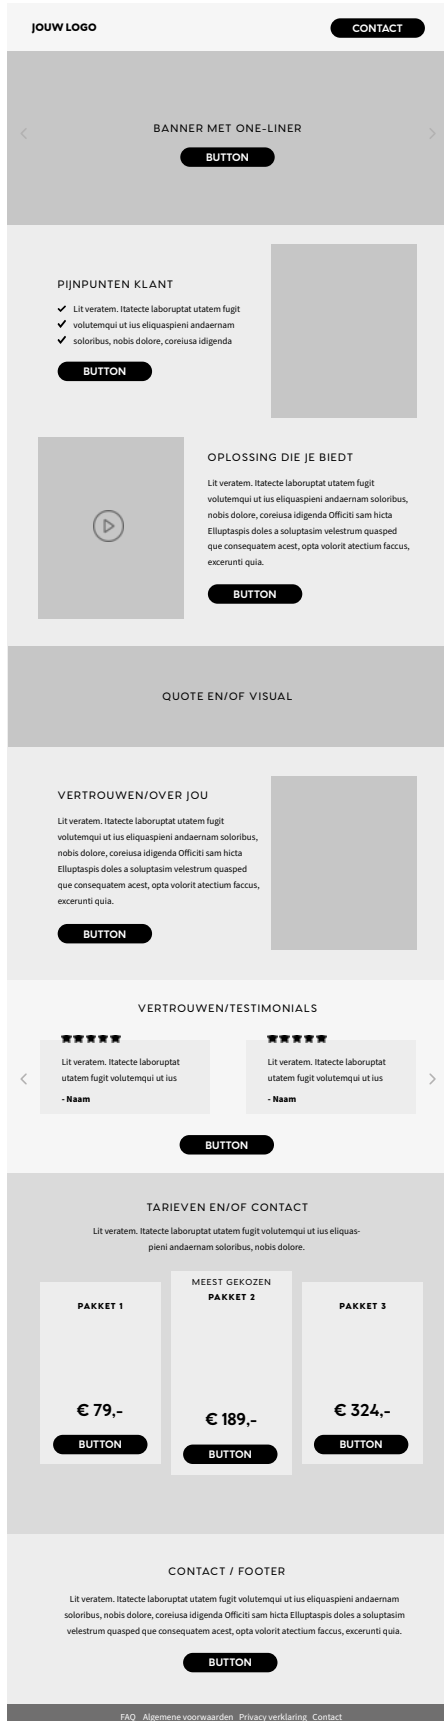 JOUW LOGO
CONTACT
BANNER MET ONE-LINER
BUTTON
PIJNPUNTEN KLANT
Lit veratem. Itatecte laboruptat utatem fugit
volutemqui ut ius eliquaspieni andaernam
soloribus, nobis dolore, coreiusa idigenda
BUTTON
OPLOSSING DIE JE BIEDT
Lit veratem. Itatecte laboruptat utatem fugit
volutemqui ut ius eliquaspieni andaernam soloribus,
nobis dolore, coreiusa idigenda Officiti sam hicta
Elluptaspis doles a soluptasim velestrum quasped
que consequatem acest, opta volorit atectium faccus,
excerunti quia.
BUTTON
QUOTE EN/OF VISUAL
VERTROUWEN/OVER JOU
Lit veratem. Itatecte laboruptat utatem fugit
volutemqui ut ius eliquaspieni andaernam soloribus,
nobis dolore, coreiusa idigenda Officiti sam hicta
Elluptaspis doles a soluptasim velestrum quasped
que consequatem acest, opta volorit atectium faccus,
excerunti quia.
BUTTON
VERTROUWEN/TESTIMONIALS
Lit veratem. Itatecte laboruptat
utatem fugit volutemqui ut ius
- Naam
Lit veratem. Itatecte laboruptat
utatem fugit volutemqui ut ius
- Naam
BUTTON
TARIEVEN EN/OF CONTACT
Lit veratem. Itatecte laboruptat utatem fugit volutemqui ut ius eliquas-
pieni andaernam soloribus, nobis dolore.
PAKKET 1
€ 79,-
BUTTON
MEEST GEKOZEN
PAKKET 2
€ 189,-
BUTTON
PAKKET 3
€ 324,-
BUTTON
CONTACT / FOOTER
Lit veratem. Itatecte laboruptat utatem fugit volutemqui ut ius eliquaspieni andaernam
soloribus, nobis dolore, coreiusa idigenda Officiti sam hicta Elluptaspis doles a soluptasim
velestrum quasped que consequatem acest, opta volorit atectium faccus, excerunti quia.
BUTTON
FAQ Algemene voorwaarden Privacy verklaring Contact